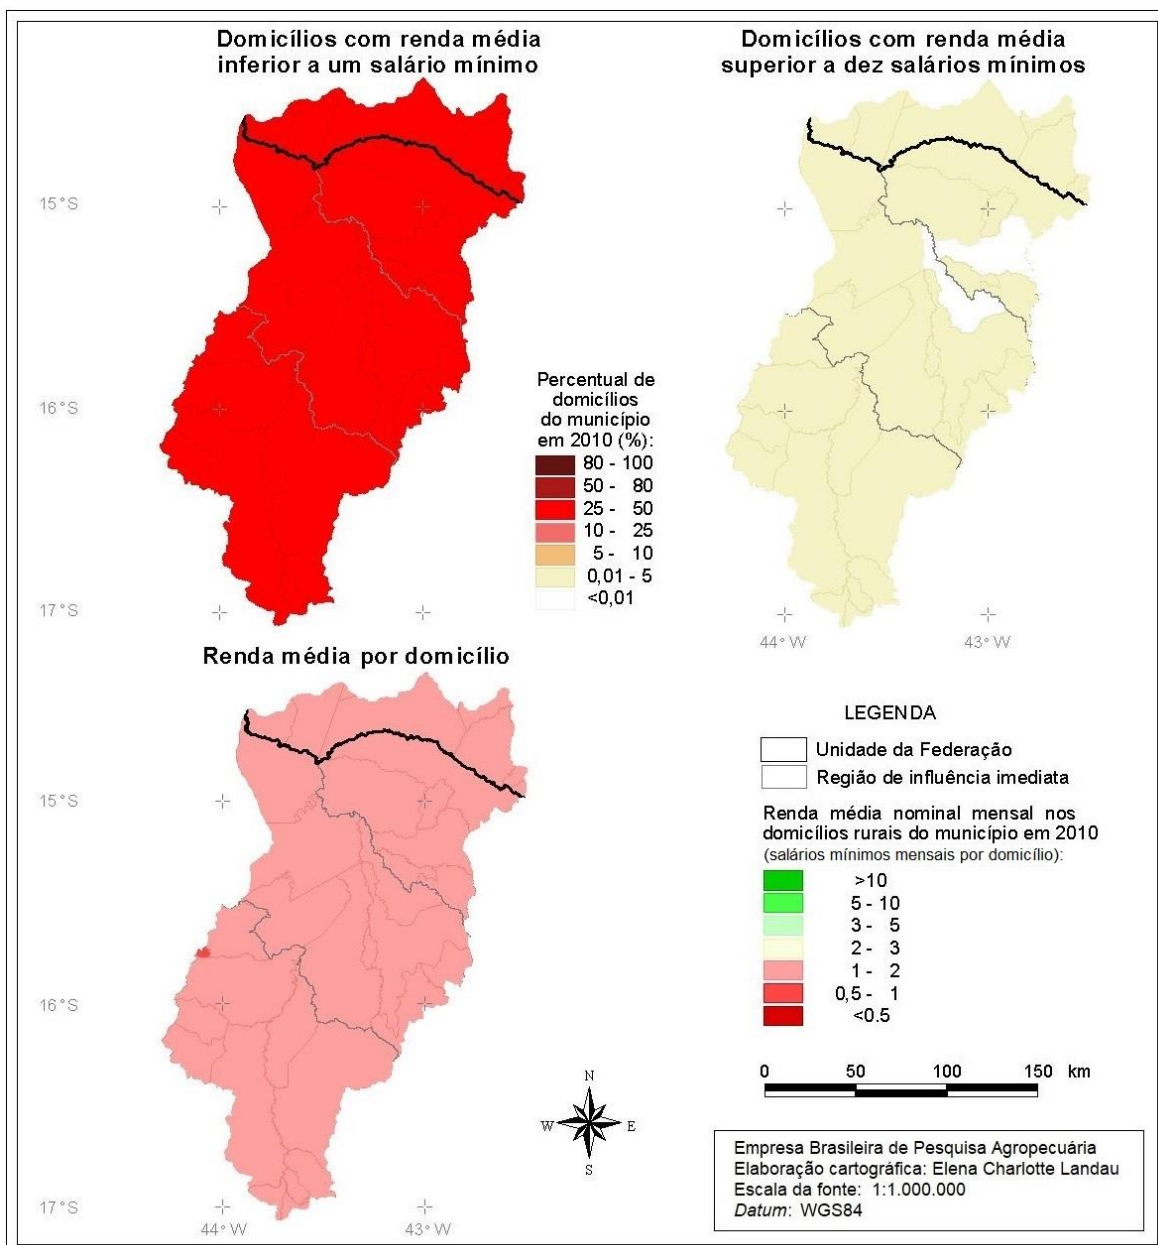 Domicílios com renda média
inferior a um salário mínimo
Domicílios com renda média
superior a dez salários mínimos
15°S
16°S
17°S
Percentual de
domicílios
do município
em 2010 (%):
80 - 100
50 - 80
25 - 50
10 - 25
5 - 10
0,01 - 5
<0,01
44° W
43° W
Renda média por domicílio
15°S
16°S
17°S
44° W
43° W
LEGENDA
Unidade da Federação
Região de influência imediata
Renda média nominal mensal nos
domicílios rurais do município em 2010
(salários mínimos mensais por domicílio):
>10
5 - 10
3 - 5
2 - 3
1 - 2
0,5 - 1
<0.5
0 50 100 150 km
N
W E
S
Empresa Brasileira de Pesquisa Agropecuária
Elaboração cartográfica: Elena Charlotte Landau
Escala da fonte: 1:1.000.000
Datum: WGS84